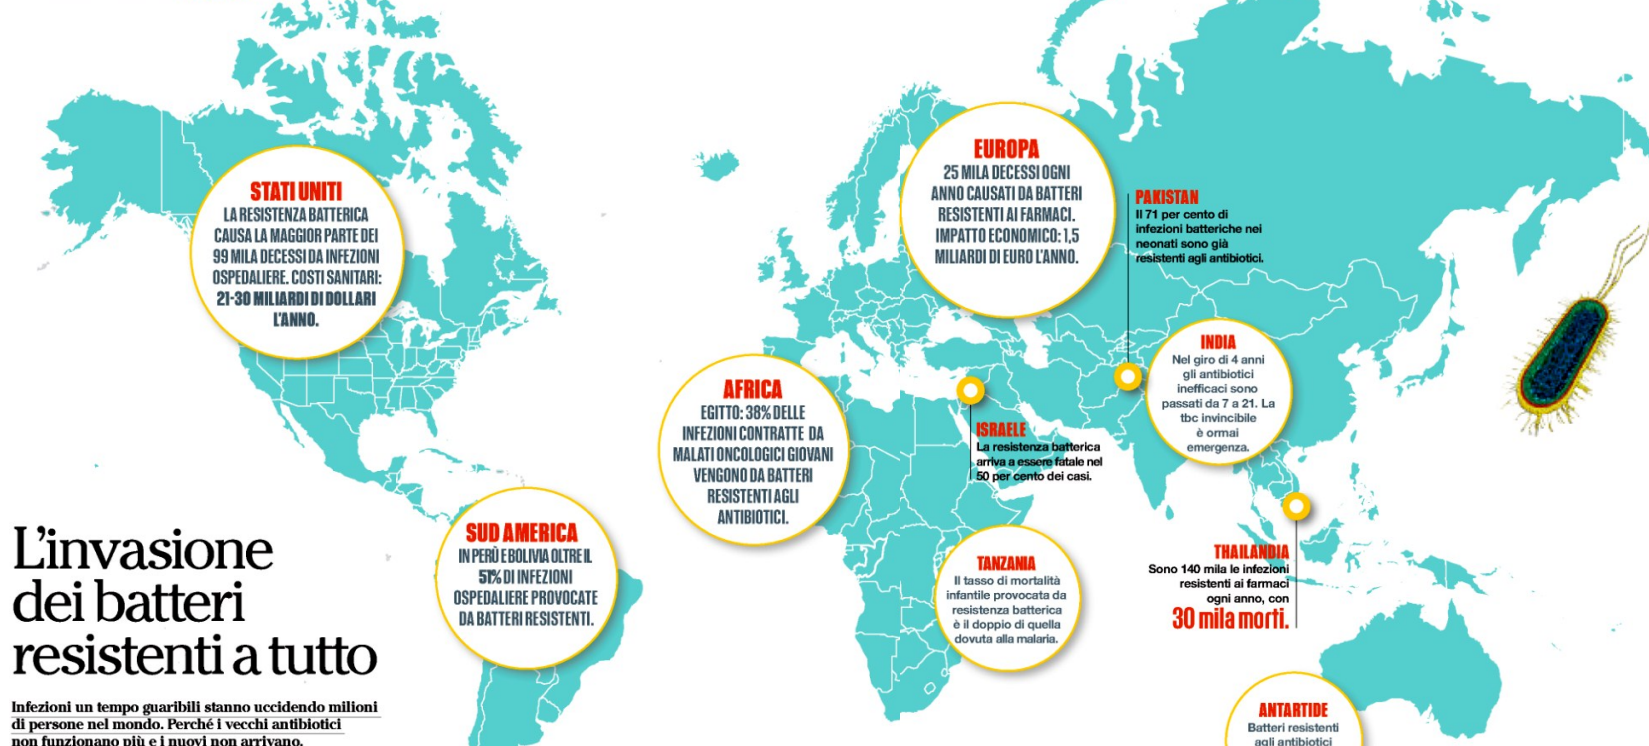 STATI UNITI
LA RESISTENZA BATTERICA
CAUSA LA MAGGIOR PARTE DEI
99 MILA DECESSI DA INFEZIONI
OSPEDALIERE. COSTI SANITARI:
21-30 MILIARDI DI DOLLARI
L'ANNO.
EUROPA
25 MILA DECESSI OGNI
ANNO CAUSATI DA BATTERI
RESISTENTI AI FARMACI.
IMPATTO ECONOMICO: 1,5
MILIARDI DI EURO L'ANNO.
PAKISTAN
Il 71 per cento di
infezioni batteriche nei
neonati sono già
resistenti agli antibiotici.
INDIA
Nel giro di 4 anni
gli antibiotici
inefficaci sono
passati da 7 a 21. La
tbc invincibile
è ormai
emergenza.
AFRICA
EGITTO: 38% DELLE
INFEZIONI CONTRATTE DA
MALATI ONCOLOGICI GIOVANI
VENGONO DA BATTERI
RESISTENTI AGLI
ANTIBIOTICI.
ISRAELE
La resistenza batterica
arriva a essere fatale nel
50 per cento dei casi.
SUD AMERICA
IN PERÙ E BOLIVIA OLTRE IL
51% DI INFEZIONI
OSPEDALIERE PROVOCATE
DA BATTERI RESISTENTI.
TANZANIA
Il tasso di mortalità
infantile provocata da
resistenza batterica
è il doppio di quella
dovuta alla malaria.
THAILANDIA
Sono 140 mila le infezioni
resistenti ai farmaci
ogni anno, con
30 mila morti.
ANTARTIDE
Batteri resistenti
agli antibiotici
L'invasione
dei batteri
resistenti a tutto
Infezioni un tempo guaribili stanno uccidendo milioni
di persone nel mondo. Perché i vecchi antibiotici
non funzionano più e i nuovi non arrivano.